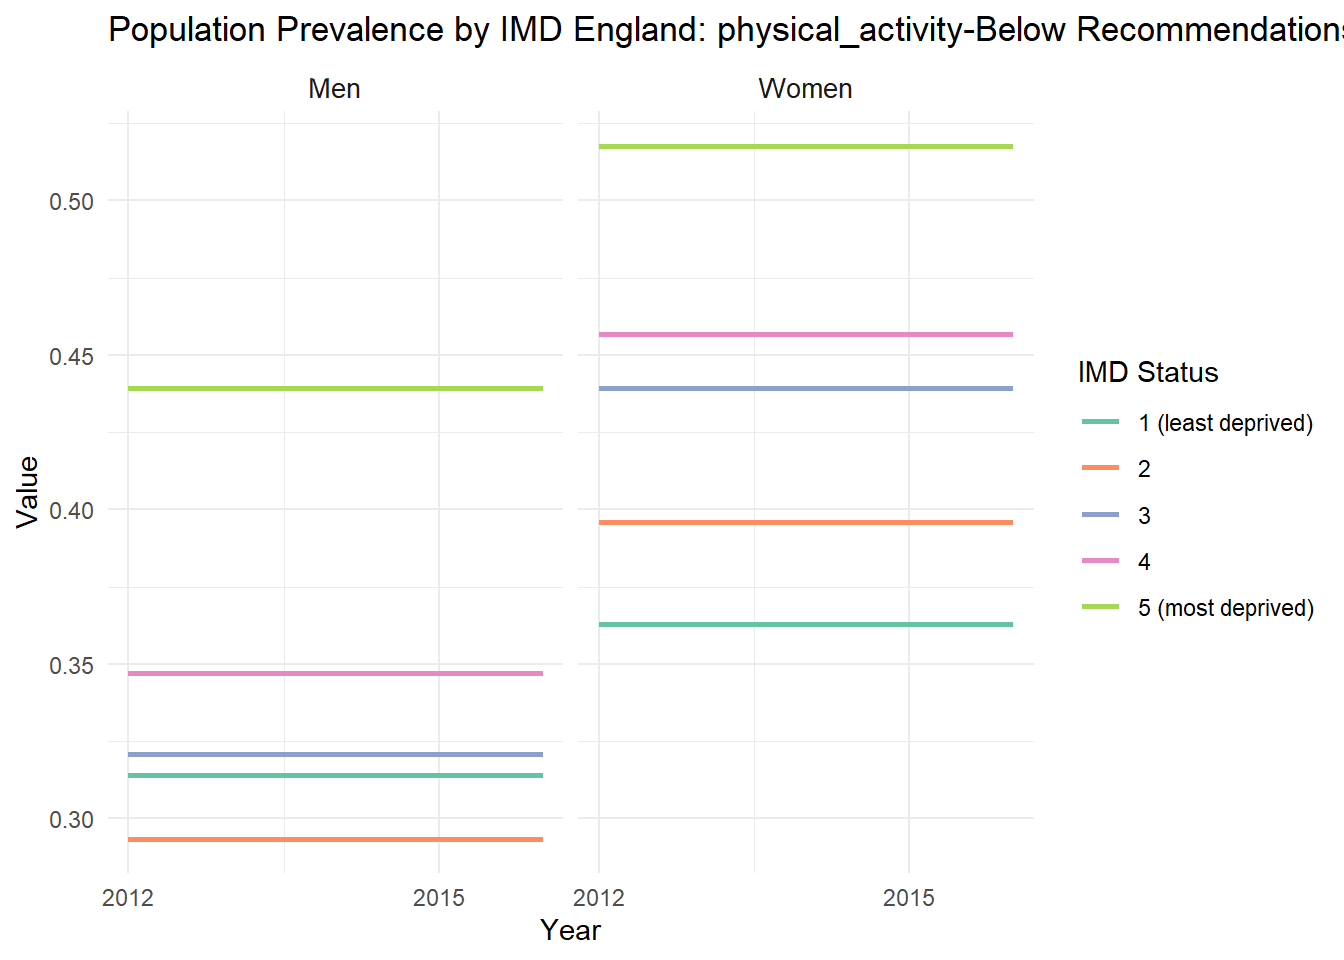 Population Prevalence by IMD England: physical_activity-Below Recommendations
Men
Women
Value
0.50
0.45
0.40
0.35
0.30
2012
2015
2012
2015
Year
IMD Status
1 (least deprived)
2
3
4
5 (most deprived)